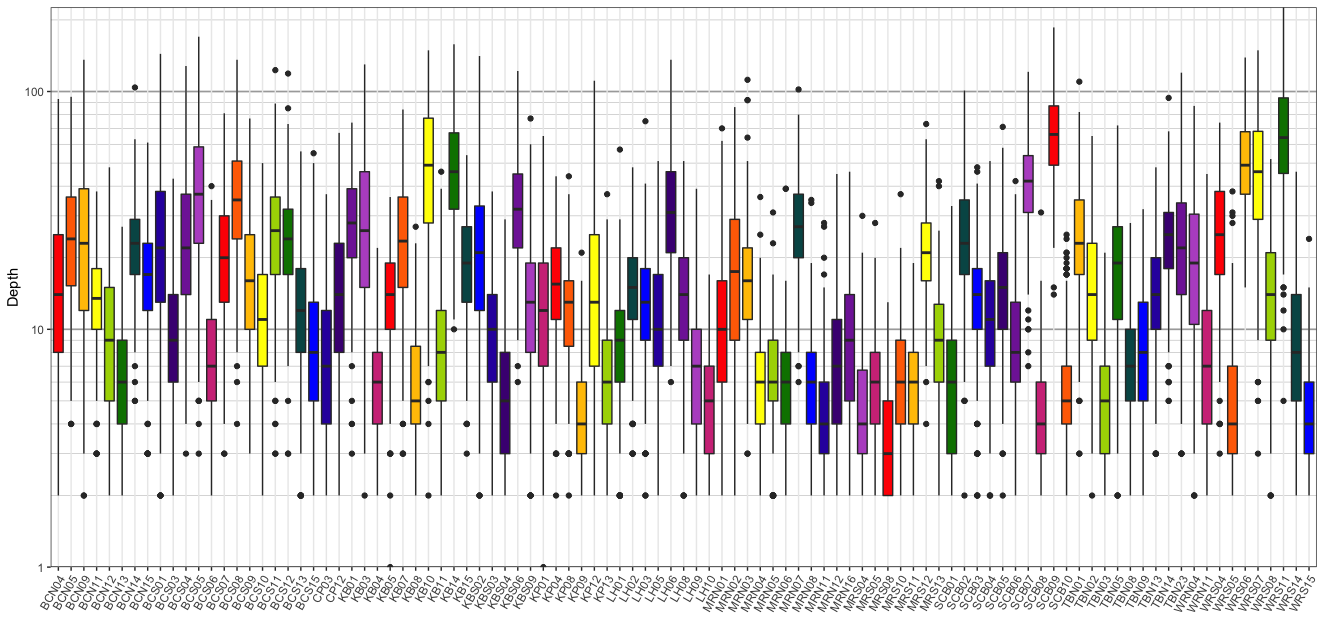 100
10
1
Depth
BCN04 BCN05 BCN09 BCN11 BCN12 BCN13 BCN14 BCN15 BCS01 BCS03 BCS04 BCS05 BCS06 BCS07 BCS08 BCS09 BCS10 BCS11 BCS12 BCS13 BCS15 CP03 CP12 KB01 KB03 KB04 KB05 KB07 KB08 KB10 KB11 KB14 KB15 KBS02 KBS03 KBS04 KBS06 KBS09 KP01 KP04 KP08 KP09 KP12 KP13 LH01 LH02 LH03 LH05 LH06 LH08 LH09 LH10 MRN01 MRN02 MRN03 MRN04 MRN05 MRN06 MRN07 MRN08 MRN11 MRN12 MRN16 MRS04 MRS05 MRS08 MRS10 MRS11 MRS12 MRS13 SCB01 SCB02 SCB03 SCB04 SCB05 SCB06 SCB07 SCB08 SCB09 SCB10 TBN01 TBN02 TBN03 TBN05 TBN08 TBN09 TBN13 TBN14 TBN23 WRN04 WRN11 WRS04 WRS05 WRS06 WRS07 WRS08 WRS11 WRS14 WRS15